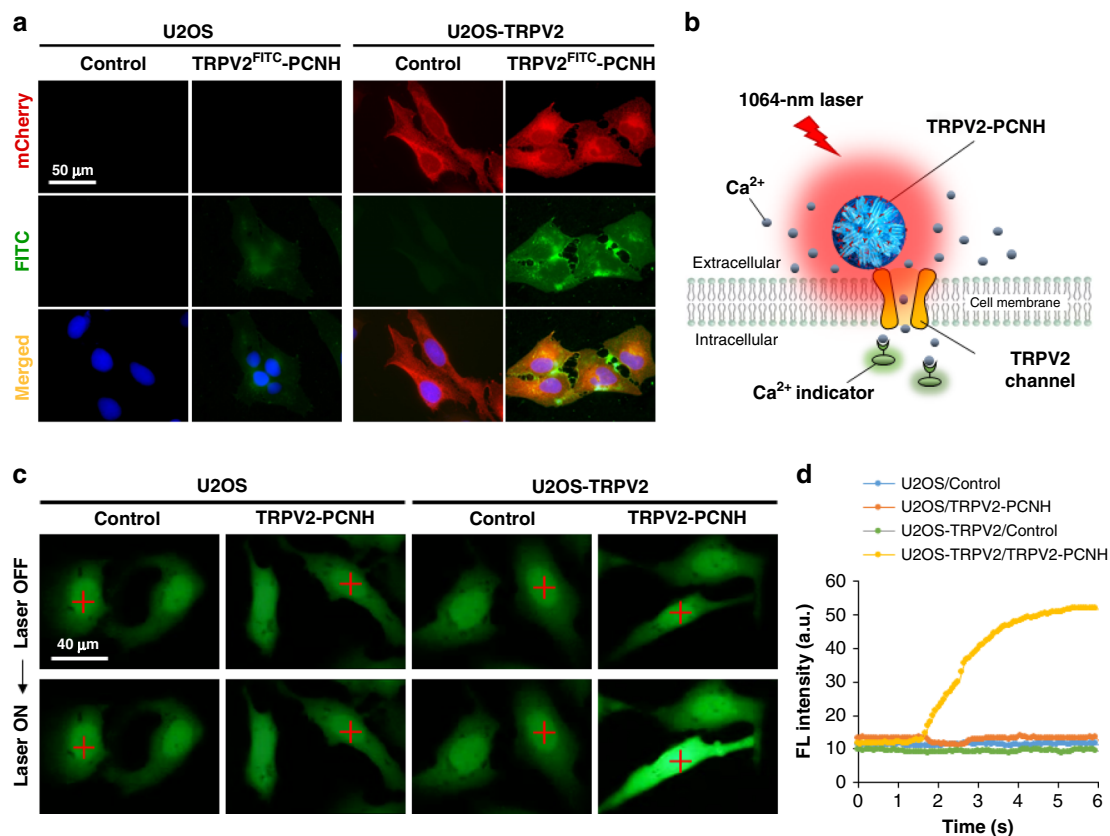 a
U2OS
U2OS-TRPV2
Control
TRPV2FITC-PCNH
Control
TRPV2FITC-PCNH
mCherry
50 μm
FITC
Merged
b
1064-nm laser
TRPV2-PCNH
Ca2+
Extracellular
Cell membrane
Intracellular
TRPV2
channel
Ca2+ indicator
c
U2OS
U2OS-TRPV2
Control
TRPV2-PCNH
Control
TRPV2-PCNH
Laser OFF
40 μm
Laser ON
d
U2OS/Control
U2OS/TRPV2-PCNH
U2OS-TRPV2/Control
U2OS-TRPV2/TRPV2-PCNH
FL intensity (a.u.)
60
50
40
30
20
10
0
0 1 2 3 4 5 6
Time (s)